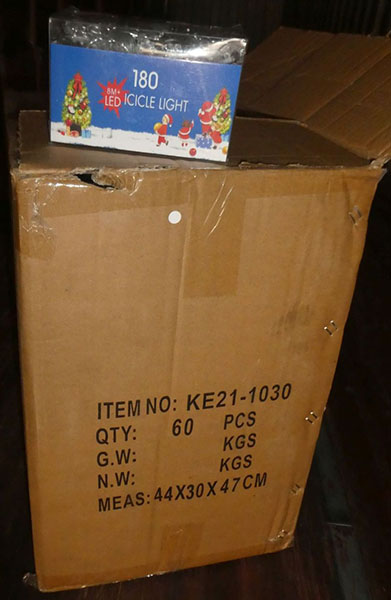 180
8M+
LED ICICLE LIGHT
ITEM NO: KE21-1030
QTY: 60 PCS
G.W: KGS
N.W: KGS
MEAS: 44X30X47CM